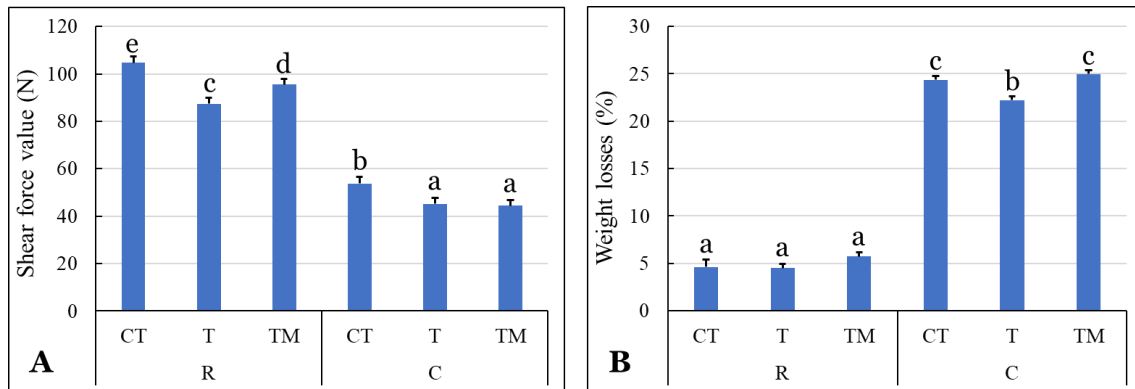 Shear force value (N)
120
100
80
60
40
20
0
e
c
d
b
a
a
CT T TM CT T TM
R C
A
Weight losses (%)
30
25
20
15
10
5
0
a
a
a
c
b
c
CT T TM CT T TM
R C
B